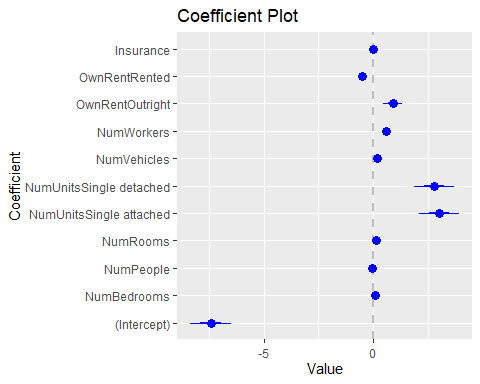 Coefficient Plot
Insurance
OwnRentRented
OwnRentOutright
NumWorkers
NumVehicles
NumUnitsSingle detached
NumUnitsSingle attached
NumRooms
NumPeople
NumBedrooms
(Intercept)
Coefficient
-5
0
Value